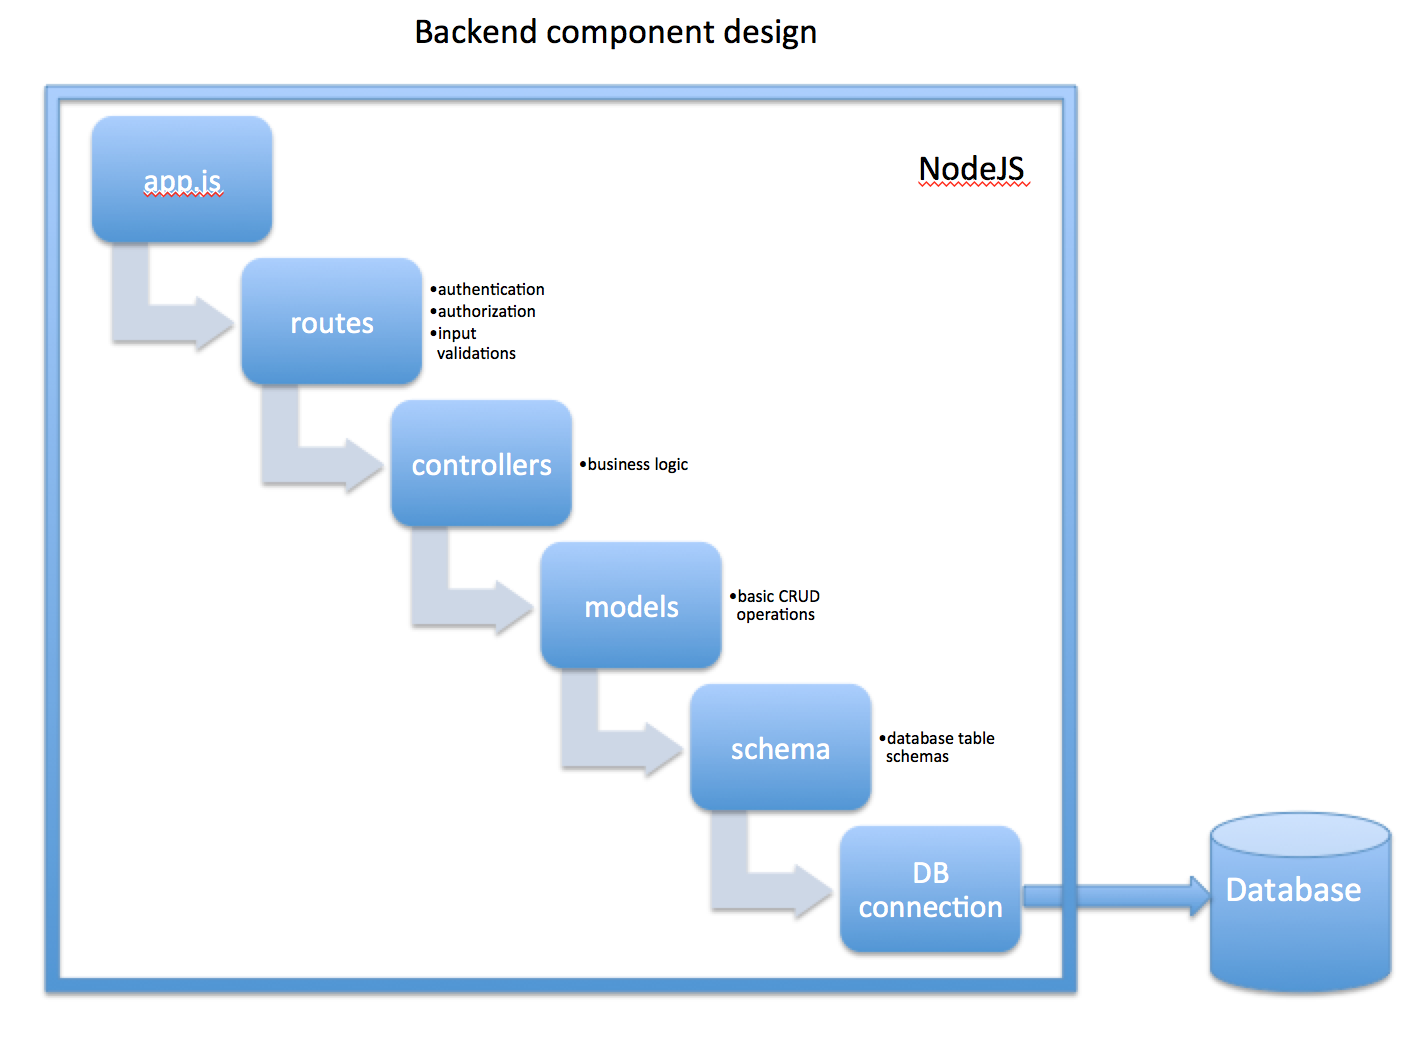 Backend component design
NodeJS
app.js
routes
•authentication
•authorization
•input
validations
controllers
•business logic
models
•basic CRUD
operations
schema
•database table
schemas
DB
connection
Database